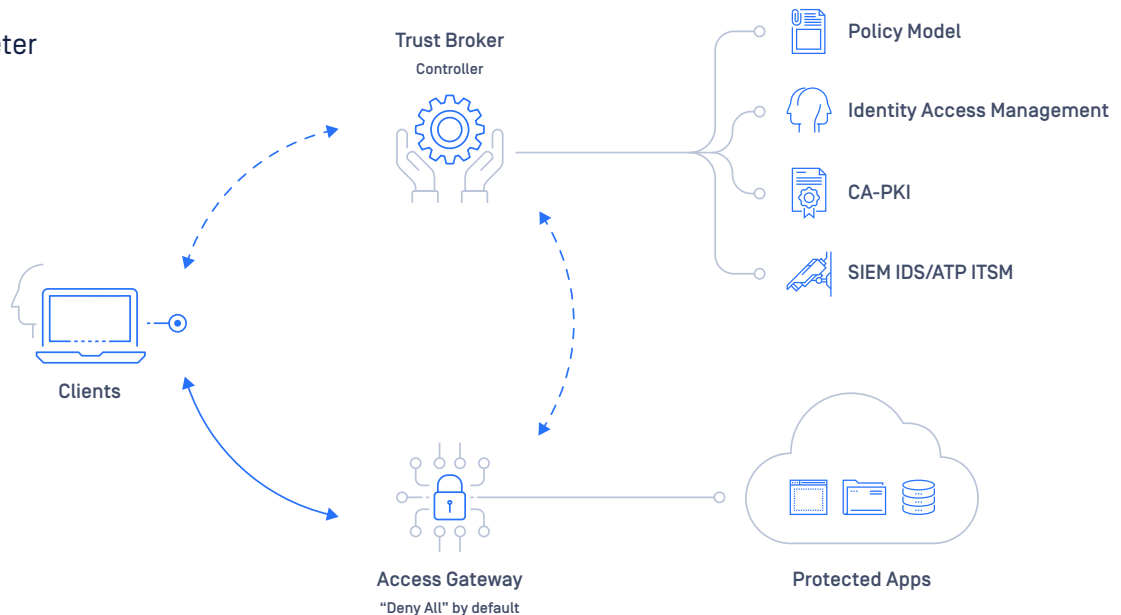 Trust Broker
Controller
Policy Model
Identity Access Management
CA-PKI
SIEM IDS/ATP ITSM
Clients
Access Gateway
“Deny All” by default
Protected Apps